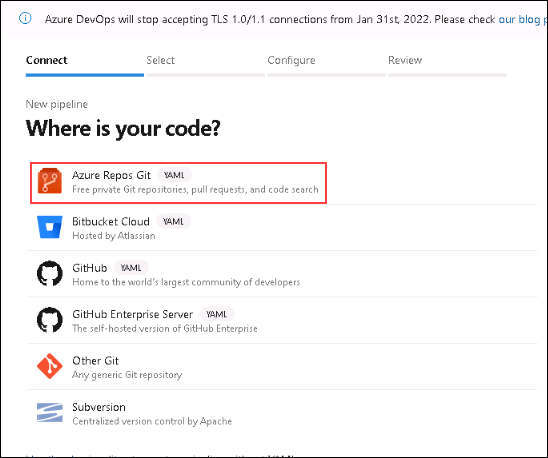 Azure DevOps will stop accepting TLS 1.0/1.1 connections from Jan 31st, 2022. Please check our blog p
Connect Select Configure Review
New pipeline
Where is your code?
Azure Repos Git YAML
Free private Git repositories, pull requests, and code search
Bitbucket Cloud YAML
Hosted by Atlassian
GitHub YAML
Home to the world's largest community of developers
GitHub Enterprise Server YAML
The self-hosted version of GitHub Enterprise
Other Git
Any generic Git repository
Subversion
Centralized version control by Apache